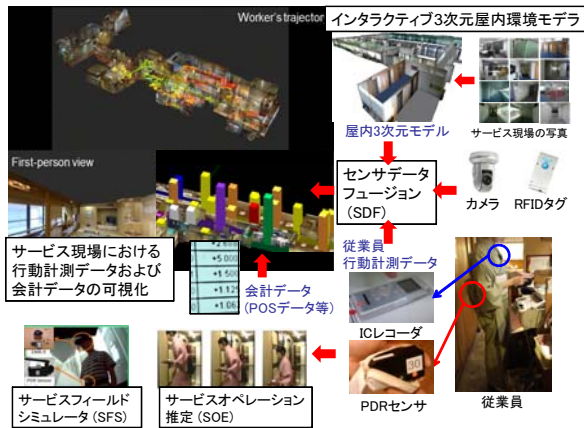 Worker's trajector
インタラクティブ3次元屋内環境モデラ
屋内3次元モデル
サービス現場の写真
First-person view
センサデータ
フュージョン
(SDF)
カメラ
RFIDタグ
サービス現場における
行動計測データおよび
会計データの可視化
+5.000
+1.500
会計データ
(POSデータ等)
従業員
行動計測データ
ICレコーダ
30
PDRセンサ
従業員
サービスフィールド
シミュレータ (SFS)
サービスオペレーション
推定 (SOE)